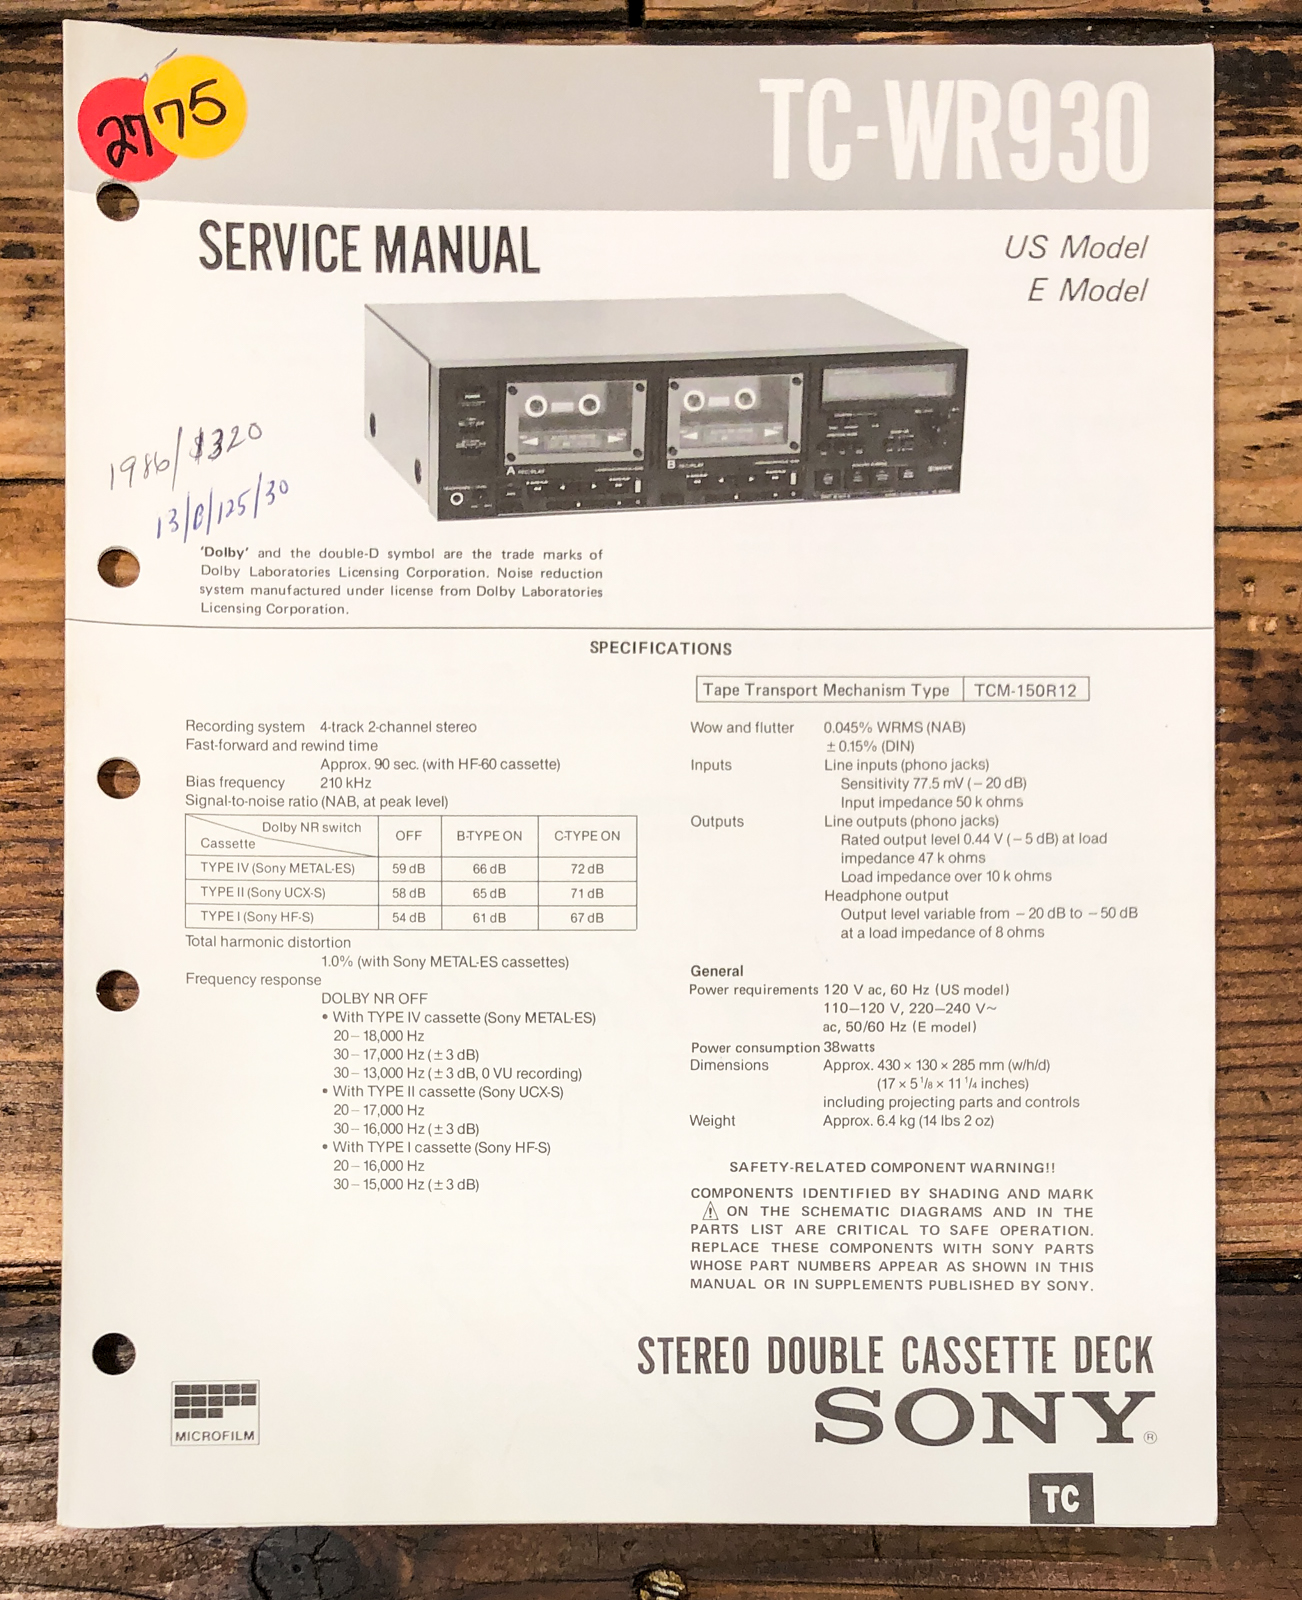 27
75
TC-WR930
SERVICE MANUAL
US Model
E Model
1986/$320
13/B/125/30
A
B
'Dolby' and the double-D symbol are the trade marks of
Dolby Laboratories Licensing Corporation. Noise reduction
system manufactured under license from Dolby Laboratories
Licensing Corporation.
SPECIFICATIONS
Tape Transport Mechanism Type TCM-150R12
Recording system 4-track 2-channel stereo
Fast-forward and rewind time
Approx. 90 sec. (with HF-60 cassette)
Bias frequency 210 kHz
Signal-to-noise ratio (NAB, at peak level)
Dolby NR switch
Cassette
OFF B-TYPE ON C-TYPE ON
TYPE IV (Sony METAL-ES) 59 dB 66 dB 72 dB
TYPE II (Sony UCX-S) 58 dB 65 dB 71 dB
TYPE I (Sony HF-S) 54 dB 61 dB 67 dB
Total harmonic distortion
1.0% (with Sony METAL-ES cassettes)
Frequency response
DOLBY NR OFF
• With TYPE IV cassette (Sony METAL-ES)
20 – 18,000 Hz
30 – 17,000 Hz (± 3 dB)
30 – 13,000 Hz (± 3 dB, 0 VU recording)
• With TYPE II cassette (Sony UCX-S)
20 – 17,000 Hz
30 – 16,000 Hz (± 3 dB)
• With TYPE I cassette (Sony HF-S)
20 – 16,000 Hz
30 – 15,000 Hz (± 3 dB)
Wow and flutter 0.045% WRMS (NAB)
± 0.15% (DIN)
Inputs Line inputs (phono jacks)
Sensitivity 77.5 mV (– 20 dB)
Input impedance 50 k ohms
Outputs Line outputs (phono jacks)
Rated output level 0.44 V (– 5 dB) at load
impedance 47 k ohms
Load impedance over 10 k ohms
Headphone output
Output level variable from – 20 dB to – 50 dB
at a load impedance of 8 ohms
General
Power requirements 120 V ac, 60 Hz (US model)
110–120 V, 220–240 V~
ac, 50/60 Hz (E model)
Power consumption 38watts
Dimensions Approx. 430 × 130 × 285 mm (w/h/d)
(17 × 5 1/8 × 11 1/4 inches)
including projecting parts and controls
Weight Approx. 6.4 kg (14 lbs 2 oz)
SAFETY-RELATED COMPONENT WARNING!!
COMPONENTS IDENTIFIED BY SHADING AND MARK
⚠ ON THE SCHEMATIC DIAGRAMS AND IN THE
PARTS LIST ARE CRITICAL TO SAFE OPERATION.
REPLACE THESE COMPONENTS WITH SONY PARTS
WHOSE PART NUMBERS APPEAR AS SHOWN IN THIS
MANUAL OR IN SUPPLEMENTS PUBLISHED BY SONY.
STEREO DOUBLE CASSETTE DECK
SONY®
MICROFILM
TC